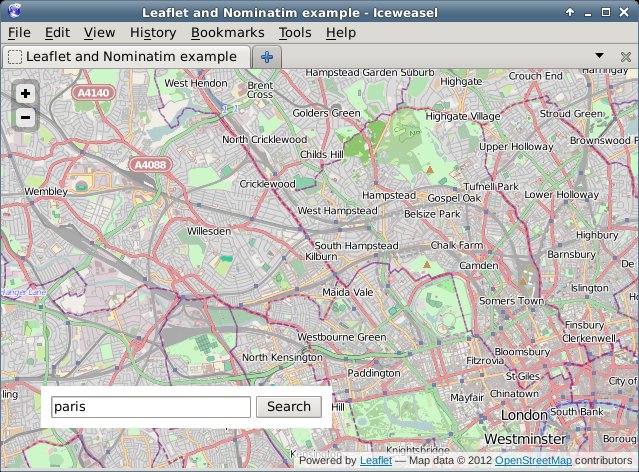 Leaflet and Nominatim example - Iceweasel
File Edit View History Bookmarks Tools Help
Leaflet and Nominatim example
Hampstead Garden Suburb
Highgate
Harringay
Crouch End
West Hendon
Brent
Cross
A4140
Golders Green
Highgate Village
Stroud Green
North Cricklewood
Upper Holloway
Brownswood P
Childs Hill
A4088
Cricklewood
Tufnell Park
Wembley
Hampstead
Gospel Oak
Lower Holloway
West Hampstead
Belsize Park
Willesden
Highbury
South Hampstead
Chalk Farm
Barnsbury
De
Kilburn
Camden
Hanger Lane
Maida Vale
Somers Town
Islington
Finsbury
Westbourne Green
Clerkenwell
Bloomsbury
North Kensington
Fitzrovia
Paddington
St Giles
City of
ling
Mayfair
Chinatown
paris
Search
Hill
London
South Bank
Westminster
Knightsbridge
Powered by Leaflet — Map data © 2012 OpenStreetMap contributors